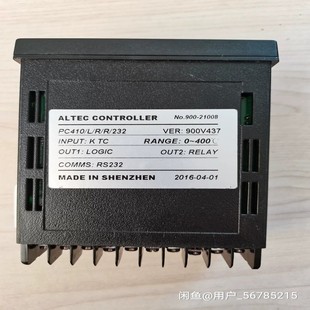 ALTEC CONTROLLER No.900-21008
PC410/L/R/R/232 VER: 900V437
INPUT: K TC RANGE: 0~400
OUT1: LOGIC OUT2: RELAY
COMMS: RS232
MADE IN SHENZHEN 2016-04-01
闲鱼@用户_56785215